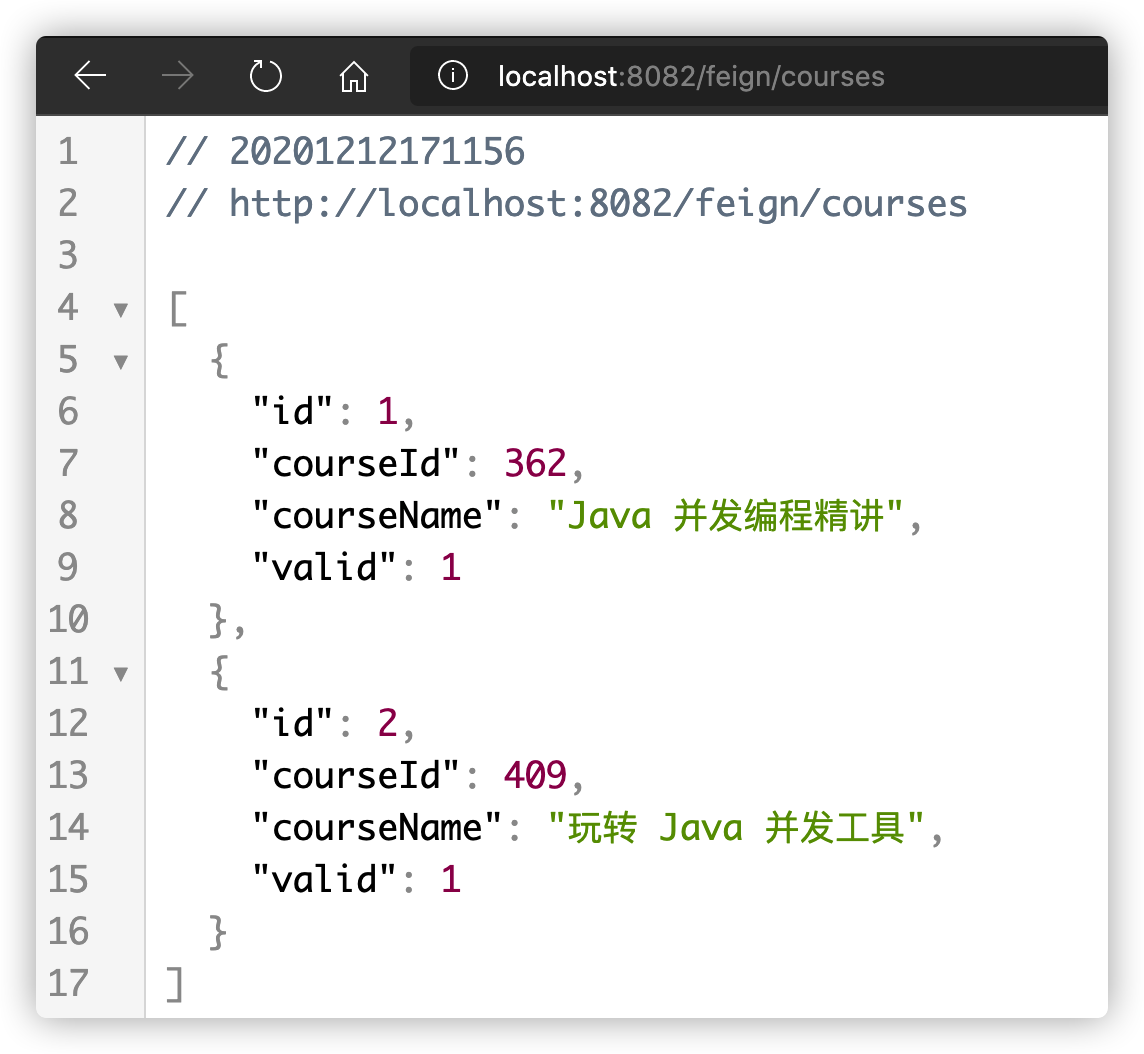 localhost:8082/feign/courses
1 // 20201212171156
2 // http://localhost:8082/feign/courses
3
4 [
5 {
6 "id": 1,
7 "courseId": 362,
8 "courseName": "Java 并发编程精讲",
9 "valid": 1
10 },
11 {
12 "id": 2,
13 "courseId": 409,
14 "courseName": "玩转 Java 并发工具",
15 "valid": 1
16 }
17 ]